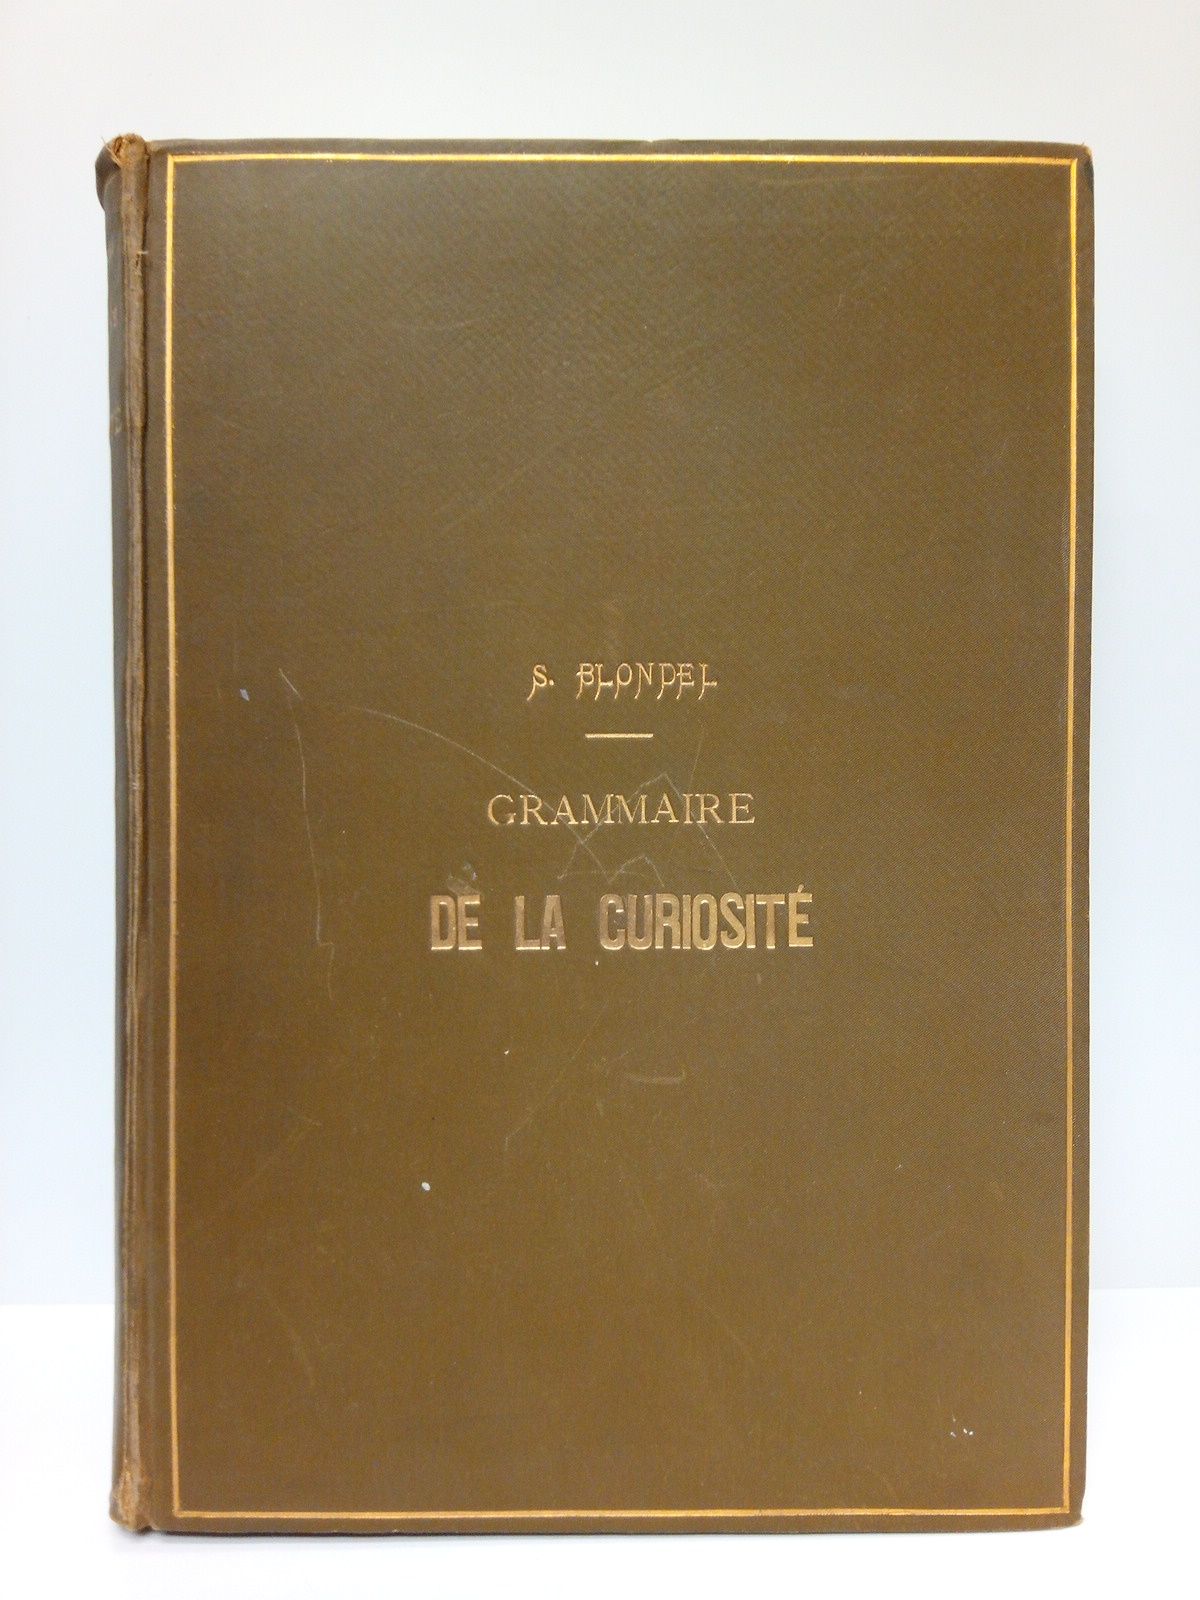 S. BLONDEL
GRAMMAIRE
DE LA CURIOSITÉ